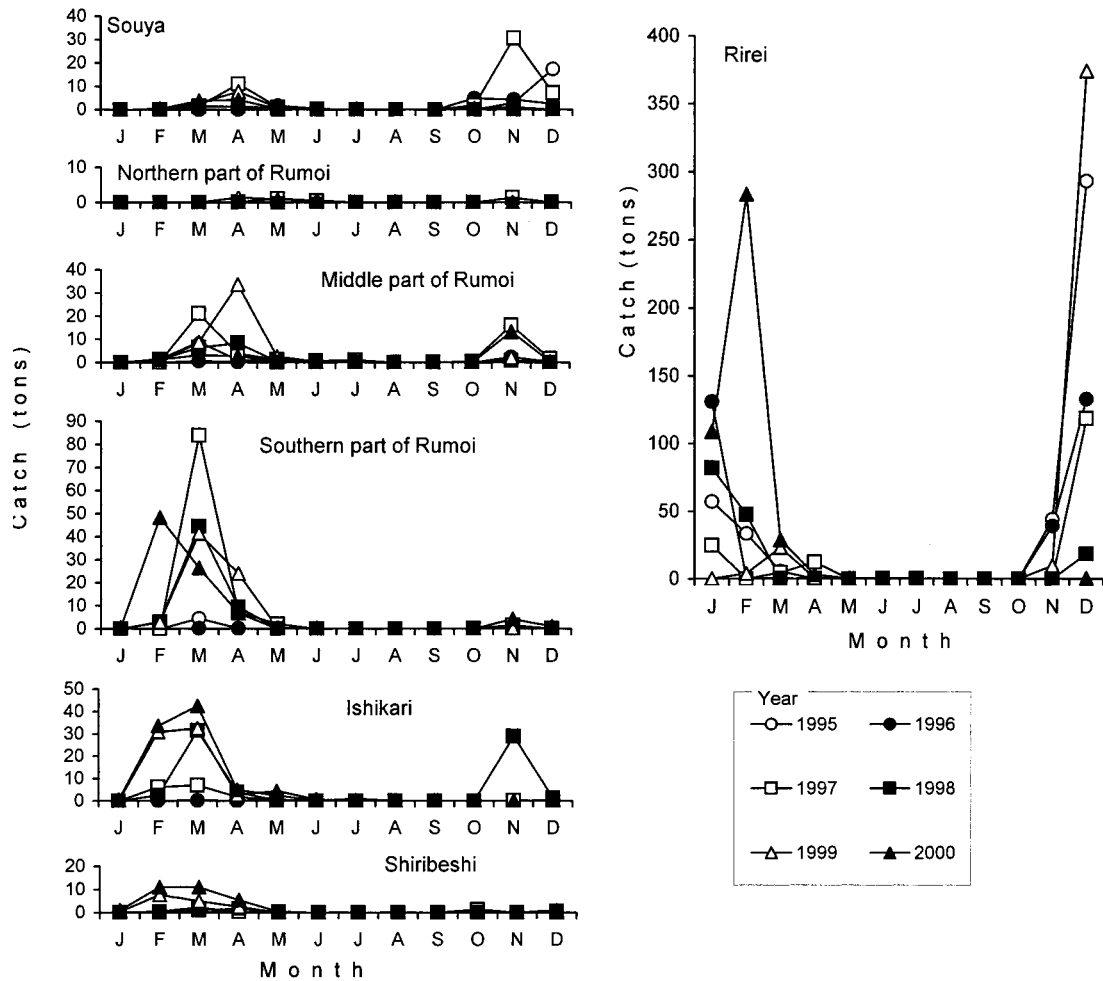 Souya
40
30
20
10
0
J F M A M J J A S O N D
Northern part of Rumoi
10
0
J F M A M J J A S O N D
Middle part of Rumoi
40
30
20
10
0
J F M A M J J A S O N D
Southern part of Rumoi
90
80
70
60
50
40
30
20
10
0
J F M A M J J A S O N D
Ishikari
50
40
30
20
10
0
J F M A M J J A S O N D
Shiribeshi
20
10
0
J F M A M J J A S O N D
Month
Catch (tons)
Rirei
400
350
300
250
200
150
100
50
0
J F M A M J J A S O N D
Month
Catch (tons)
Year
1995 1996
1997 1998
1999 2000